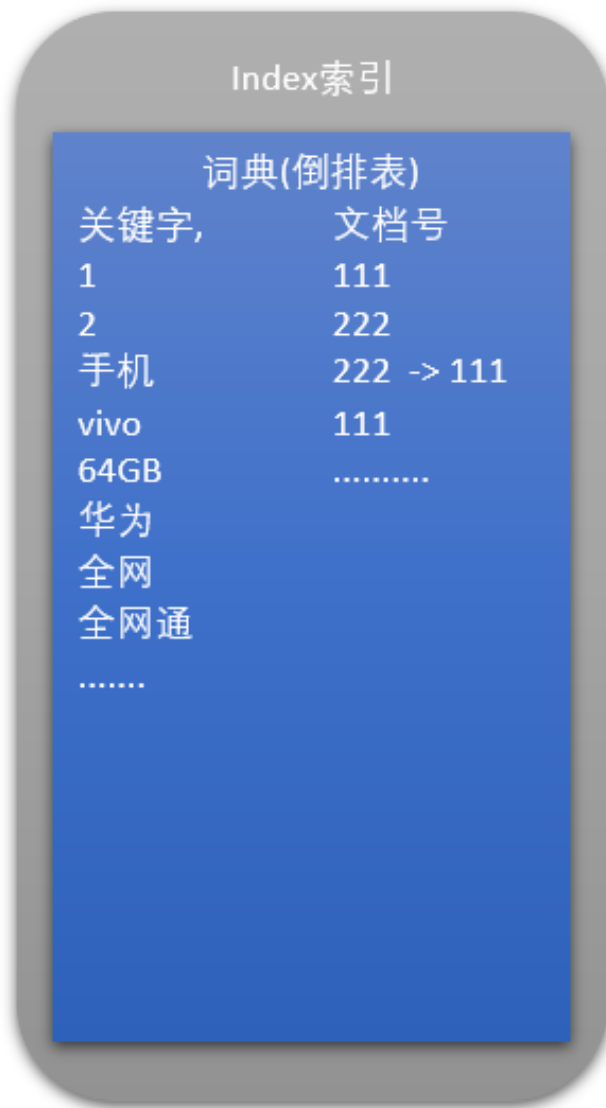 Index索引
词典(倒排表)
关键字, 文档号
1 111
2 222
手机 222 -> 111
vivo 111
64GB ..........
华为
全网
全网通
.......